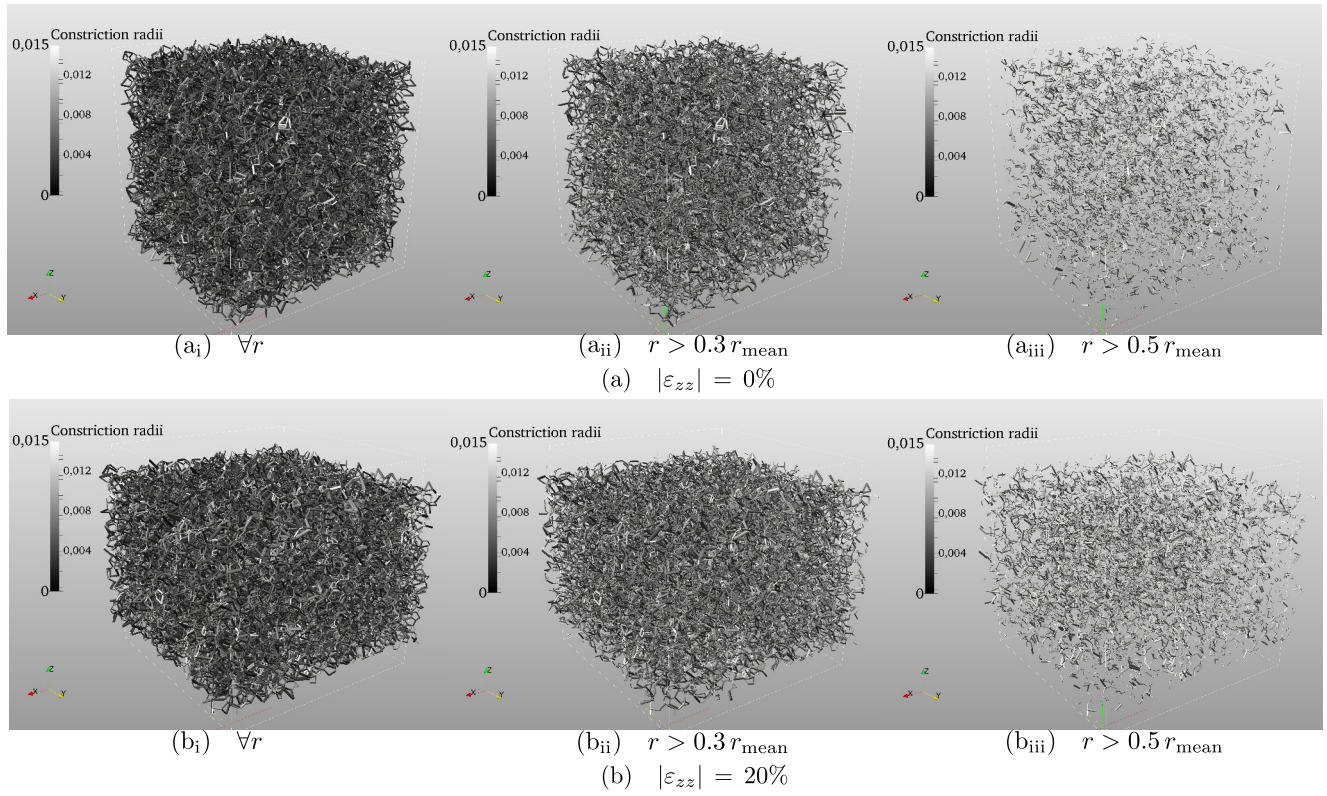 Constriction radii
0,015
0,012
0,008
0,004
0
Z
X
Y
Constriction radii
0,015
0,012
0,008
0,004
0
Z
X
Y
Constriction radii
0,015
0,012
0,008
0,004
0
Z
X
Y
(a_i) ∀r
(a_ii) r > 0.3 r_mean
(a_iii) r > 0.5 r_mean
(a) |ε_zz| = 0%
Constriction radii
0,015
0,012
0,008
0,004
0
Z
X
Y
Constriction radii
0,015
0,012
0,008
0,004
0
Z
X
Y
Constriction radii
0,015
0,012
0,008
0,004
0
Z
X
Y
(b_i) ∀r
(b_ii) r > 0.3 r_mean
(b_iii) r > 0.5 r_mean
(b) |ε_zz| = 20%